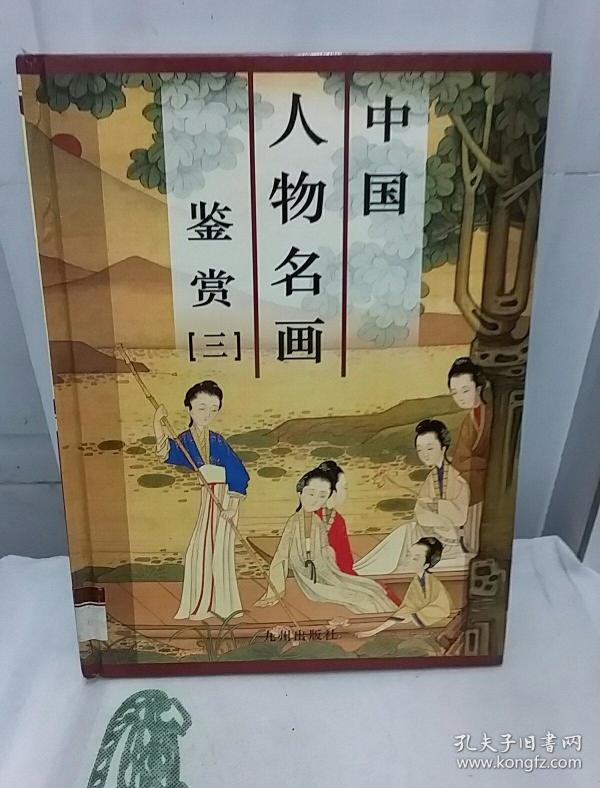 中国
人物名画
鉴赏
[三]
九州出版社
孔夫子旧书网
www.kongfz.com